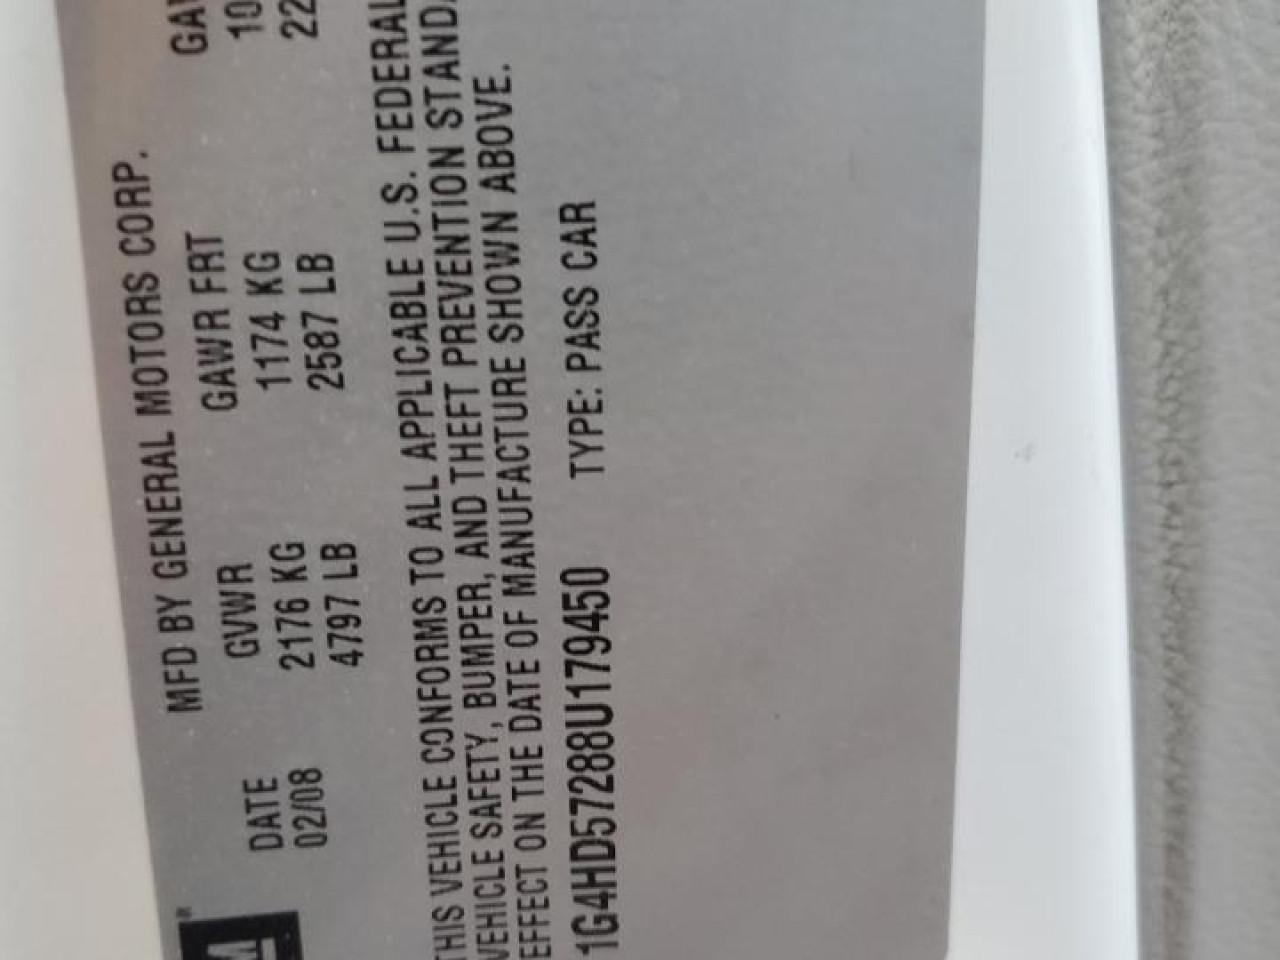 MFD BY GENERAL MOTORS CORP.
DATE GVWR GAWR FRT
02/08 2176 KG 1174 KG
4797 LB 2587 LB
THIS VEHICLE CONFORMS TO ALL APPLICABLE U.S. FEDERAL
VEHICLE SAFETY, BUMPER, AND THEFT PREVENTION
EFFECT ON THE DATE OF MANUFACTURE SHOWN ABOVE.
1G4HD57288U179450 TYPE: PASS CAR